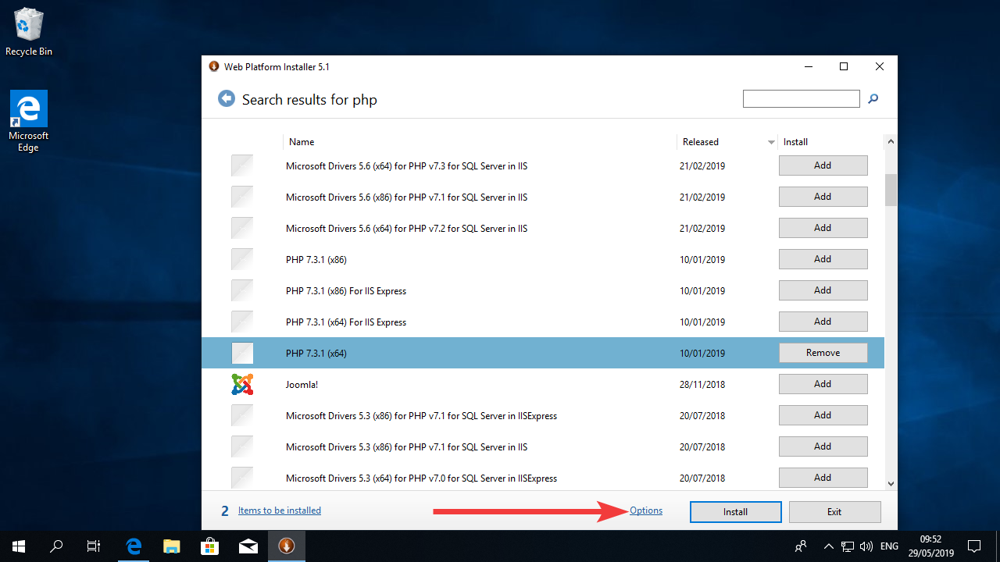 Recycle Bin
Microsoft
Edge
Web Platform Installer 5.1
Search results for php
Name Released Install
Microsoft Drivers 5.6 (x64) for PHP v7.3 for SQL Server in IIS 21/02/2019 Add
Microsoft Drivers 5.6 (x86) for PHP v7.1 for SQL Server in IIS 21/02/2019 Add
Microsoft Drivers 5.6 (x64) for PHP v7.2 for SQL Server in IIS 21/02/2019 Add
PHP 7.3.1 (x86) 10/01/2019 Add
PHP 7.3.1 (x86) For IIS Express 10/01/2019 Add
PHP 7.3.1 (x64) For IIS Express 10/01/2019 Add
PHP 7.3.1 (x64) 10/01/2019 Remove
Joomla! 28/11/2018 Add
Microsoft Drivers 5.3 (x86) for PHP v7.1 for SQL Server in IISExpress 20/07/2018 Add
Microsoft Drivers 5.3 (x86) for PHP v7.1 for SQL Server in IIS 20/07/2018 Add
Microsoft Drivers 5.3 (x64) for PHP v7.0 for SQL Server in IISExpress 20/07/2018 Add
2 Items to be installed Options Install Exit
ENG
09:52
29/05/2019